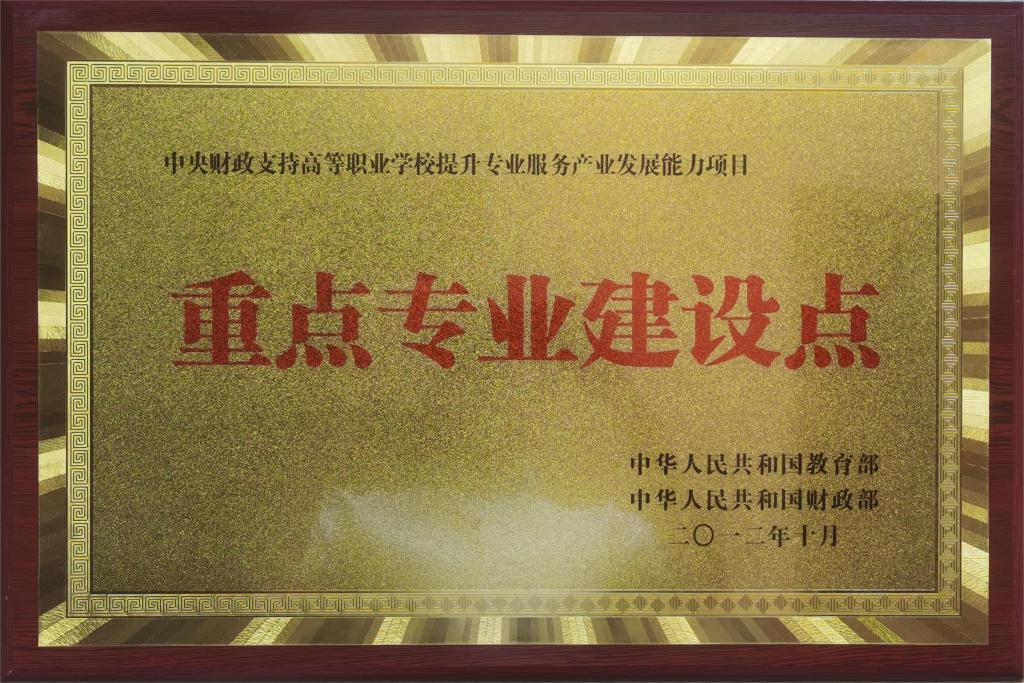 中央财政支持高等职业学校提升专业服务产业发展能力项目
重点专业建设点
中华人民共和国教育部
中华人民共和国财政部
二〇一二年十月